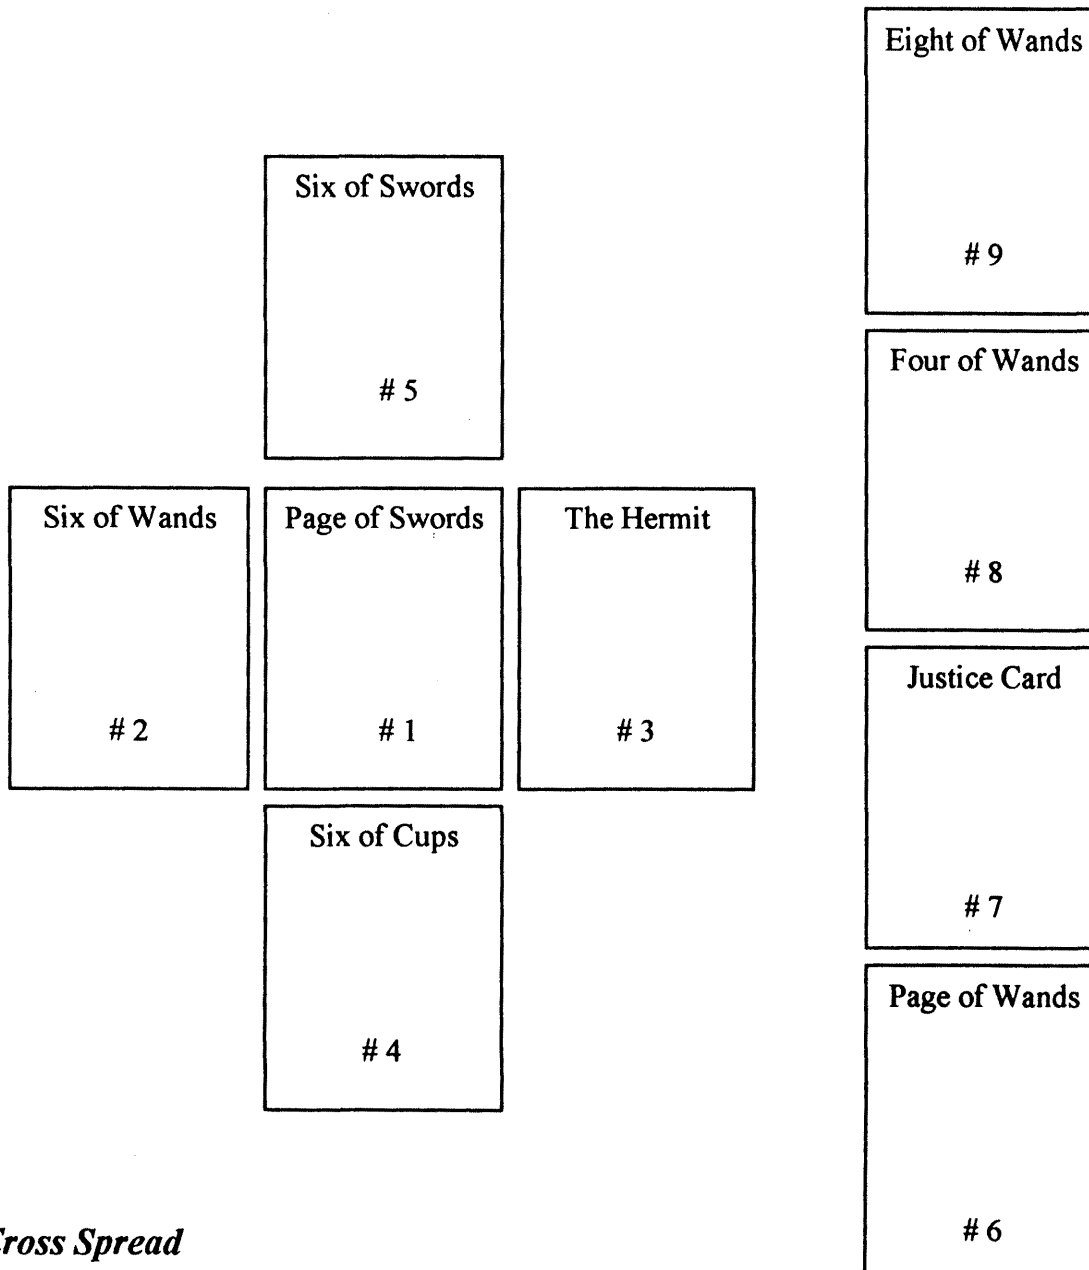 Eight of Wands
# 9
Six of Swords
# 5
Four of Wands
# 8
Six of Wands
# 2
Page of Swords
# 1
The Hermit
# 3
Justice Card
# 7
Six of Cups
# 4
Page of Wands
# 6
Cross Spread